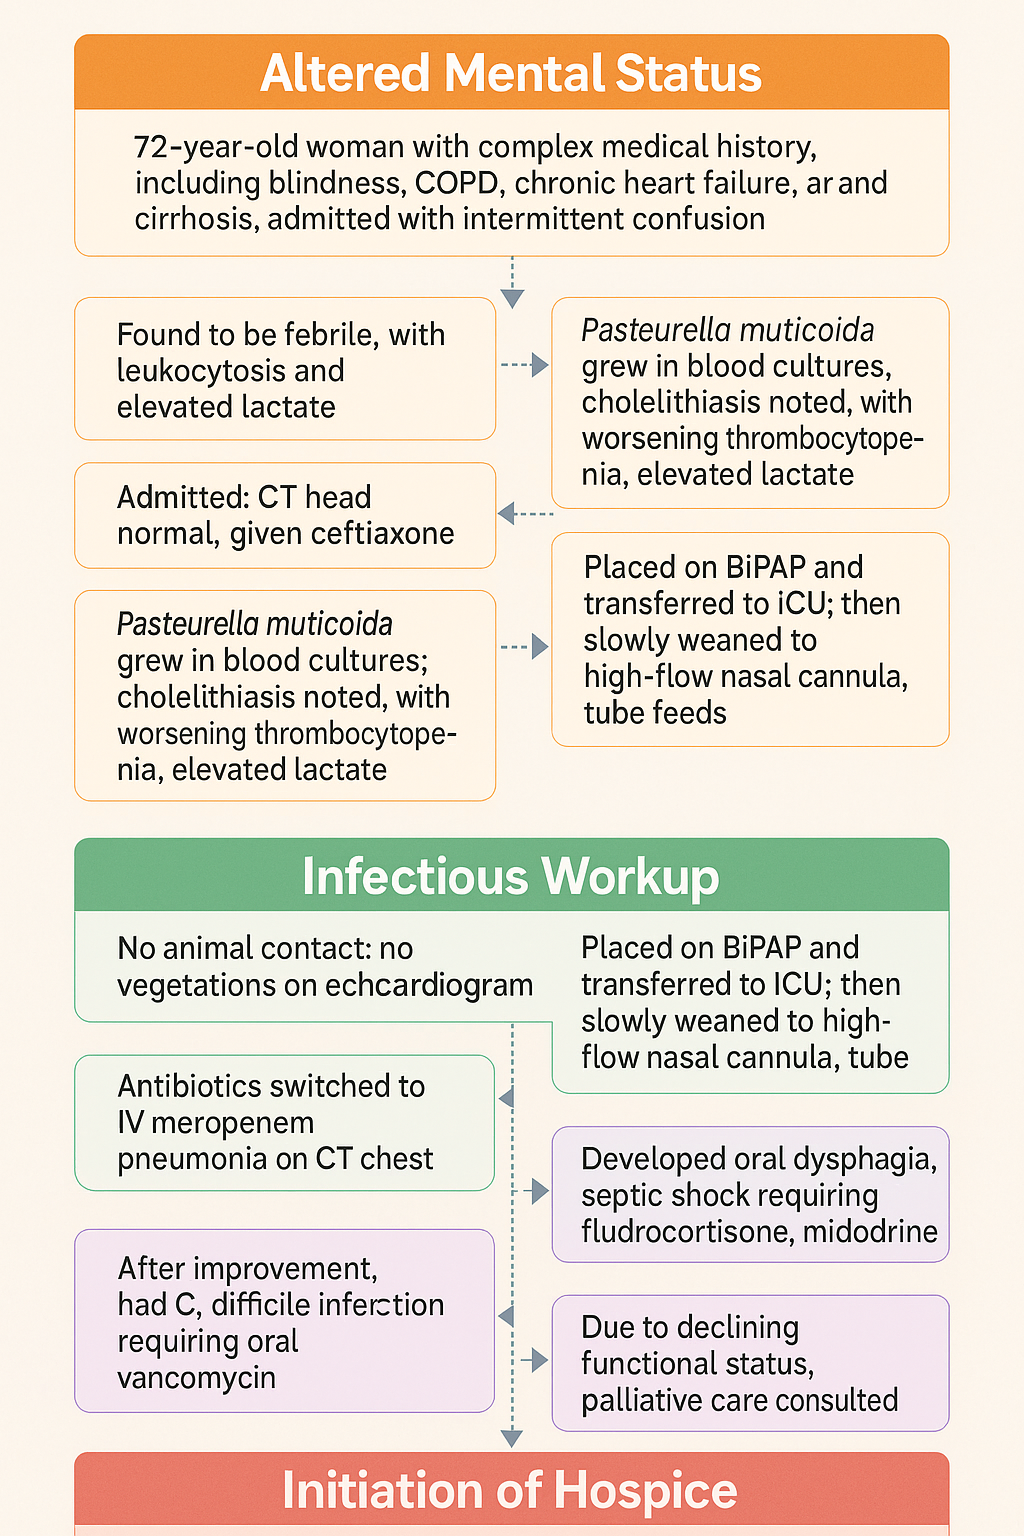 Altered Mental Status
72-year-old woman with complex medical history,
including blindness, COPD, chronic heart failure, ar and
cirrhosis, admitted with intermittent confusion
Found to be febrile, with
leukocytosis and
elevated lactate
Pasteurella muticoida
grew in blood cultures,
cholelithiasis noted, with
worsening thrombocytope-
nia, elevated lactate
Admitted: CT head
normal, given ceftiaxone
Placed on BiPAP and
transferred to iCU; then
slowly weaned to
high-flow nasal cannula,
tube feeds
Pasteurella muticoida
grew in blood cultures;
cholelithiasis noted, with
worsening thrombocytope-
nia, elevated lactate
Infectious Workup
No animal contact: no
vegetations on echcardiogram
Placed on BiPAP and
transferred to ICU; then
slowly weaned to high-
flow nasal cannula, tube
Antibiotics switched to
IV meropenem
pneumonia on CT chest
Developed oral dysphagia,
septic shock requiring
fludrocortisone, midodrine
After improvement,
had C, difficile inferction
requiring oral
vancomycin
Due to declining
functional status,
palliative care consulted
Initiation of Hospice